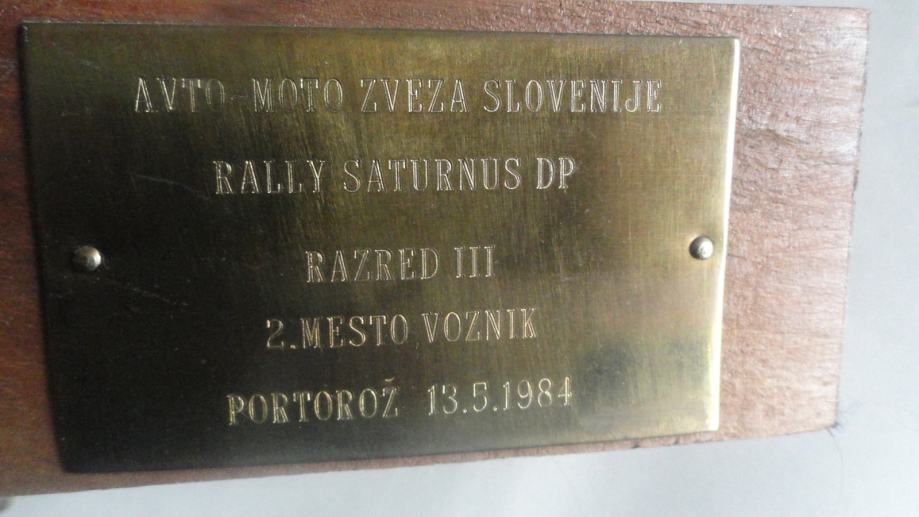 AVTO-MOTO ZVEZA SLOVENIJE
RALLY SATURNUS DP
RAZRED III
2.MESTO VOZNIK
PORTOROŽ 13.5.1984